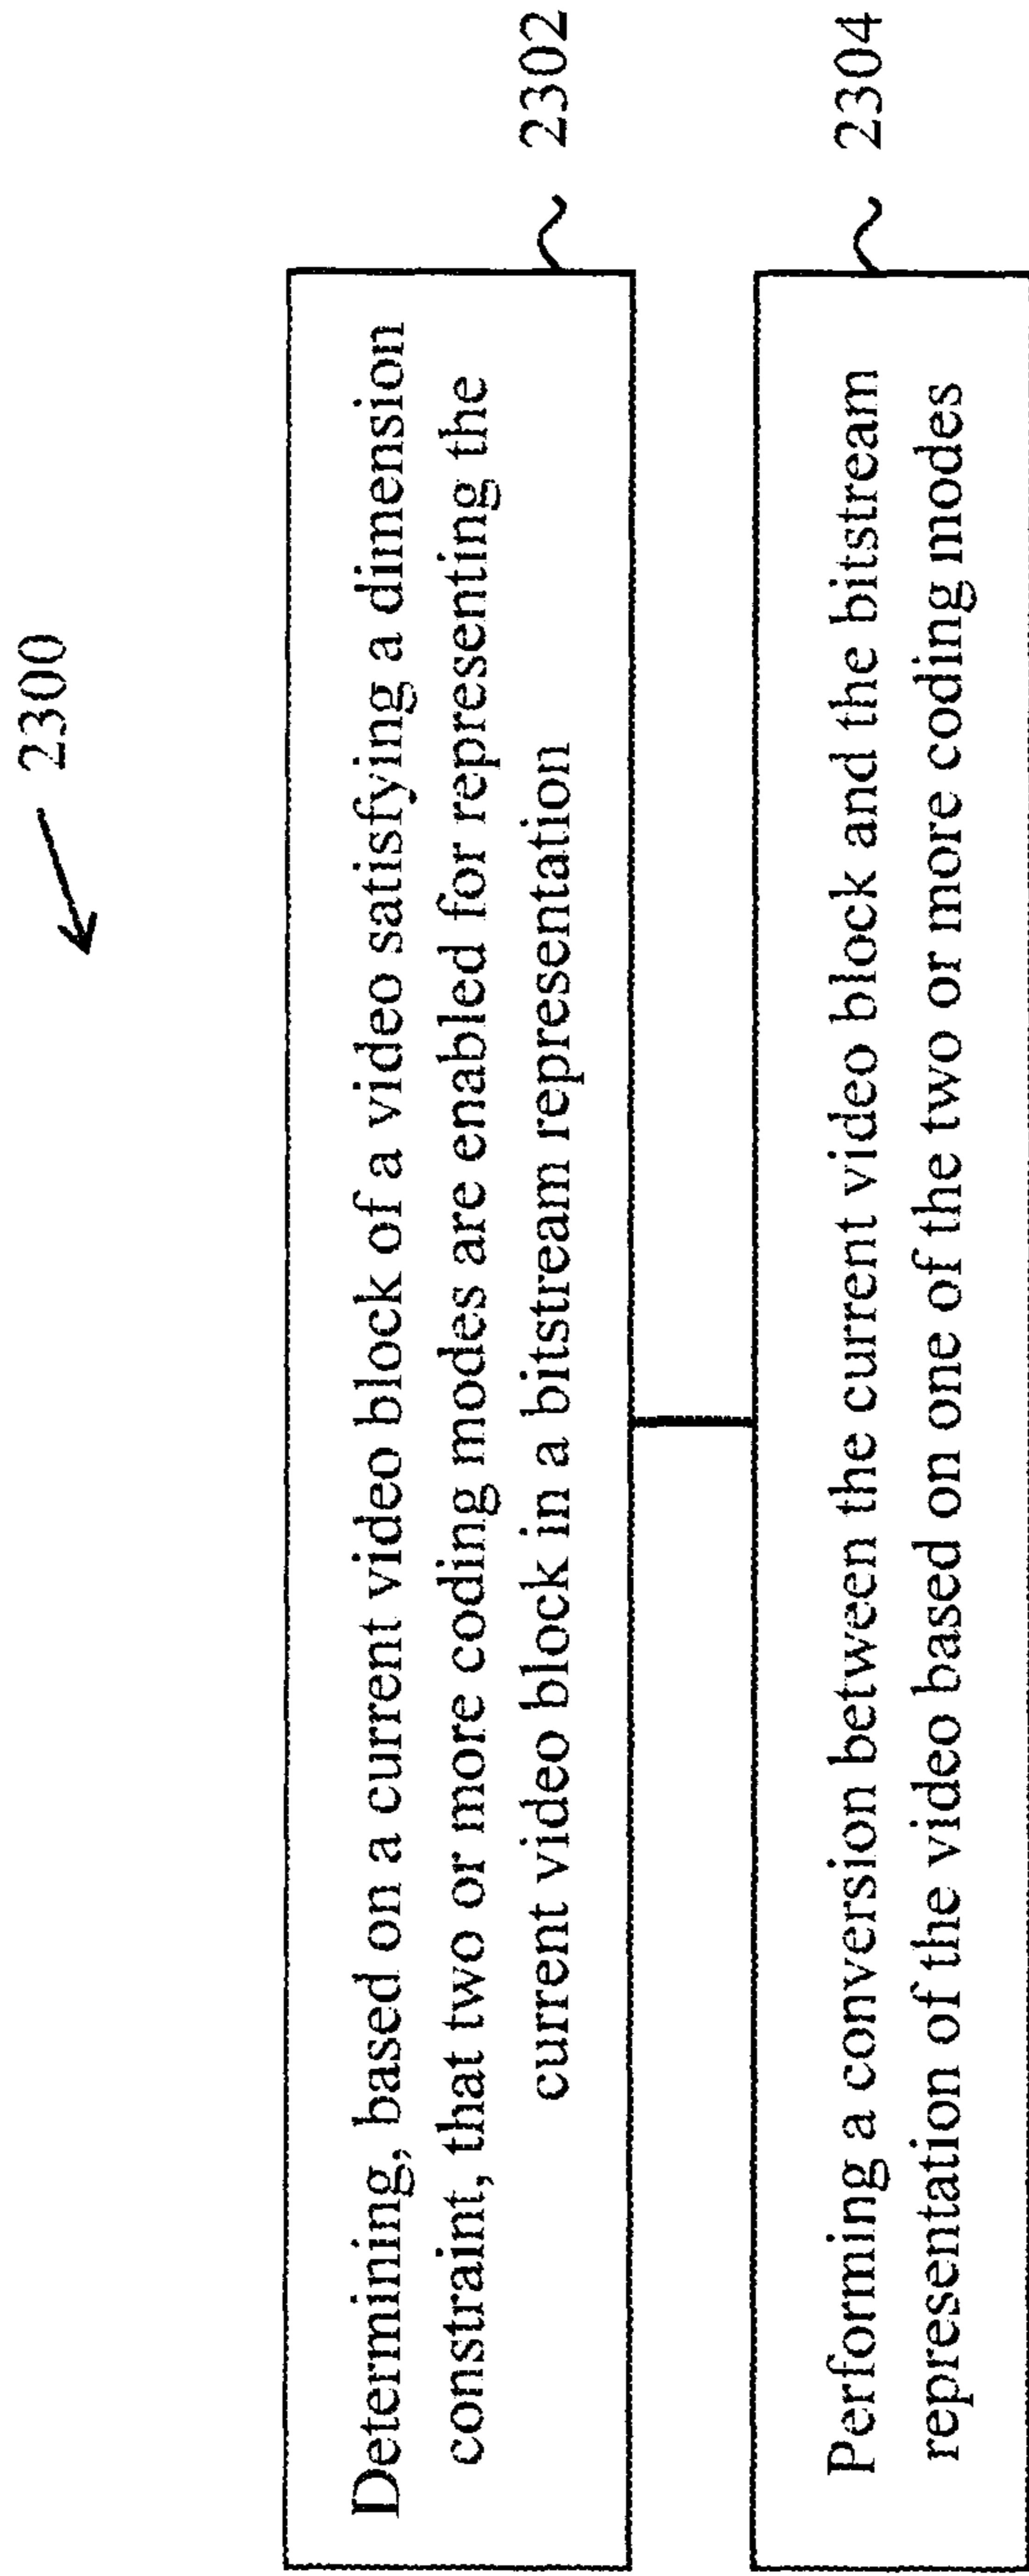 2300
Determining, based on a current video block of a video satisfying a dimension
constraint, that two or more coding modes are enabled for representing the
current video block in a bitstream representation
2302
Performing a conversion between the current video block and the bitstream
representation of the video based on one of the two or more coding modes
2304